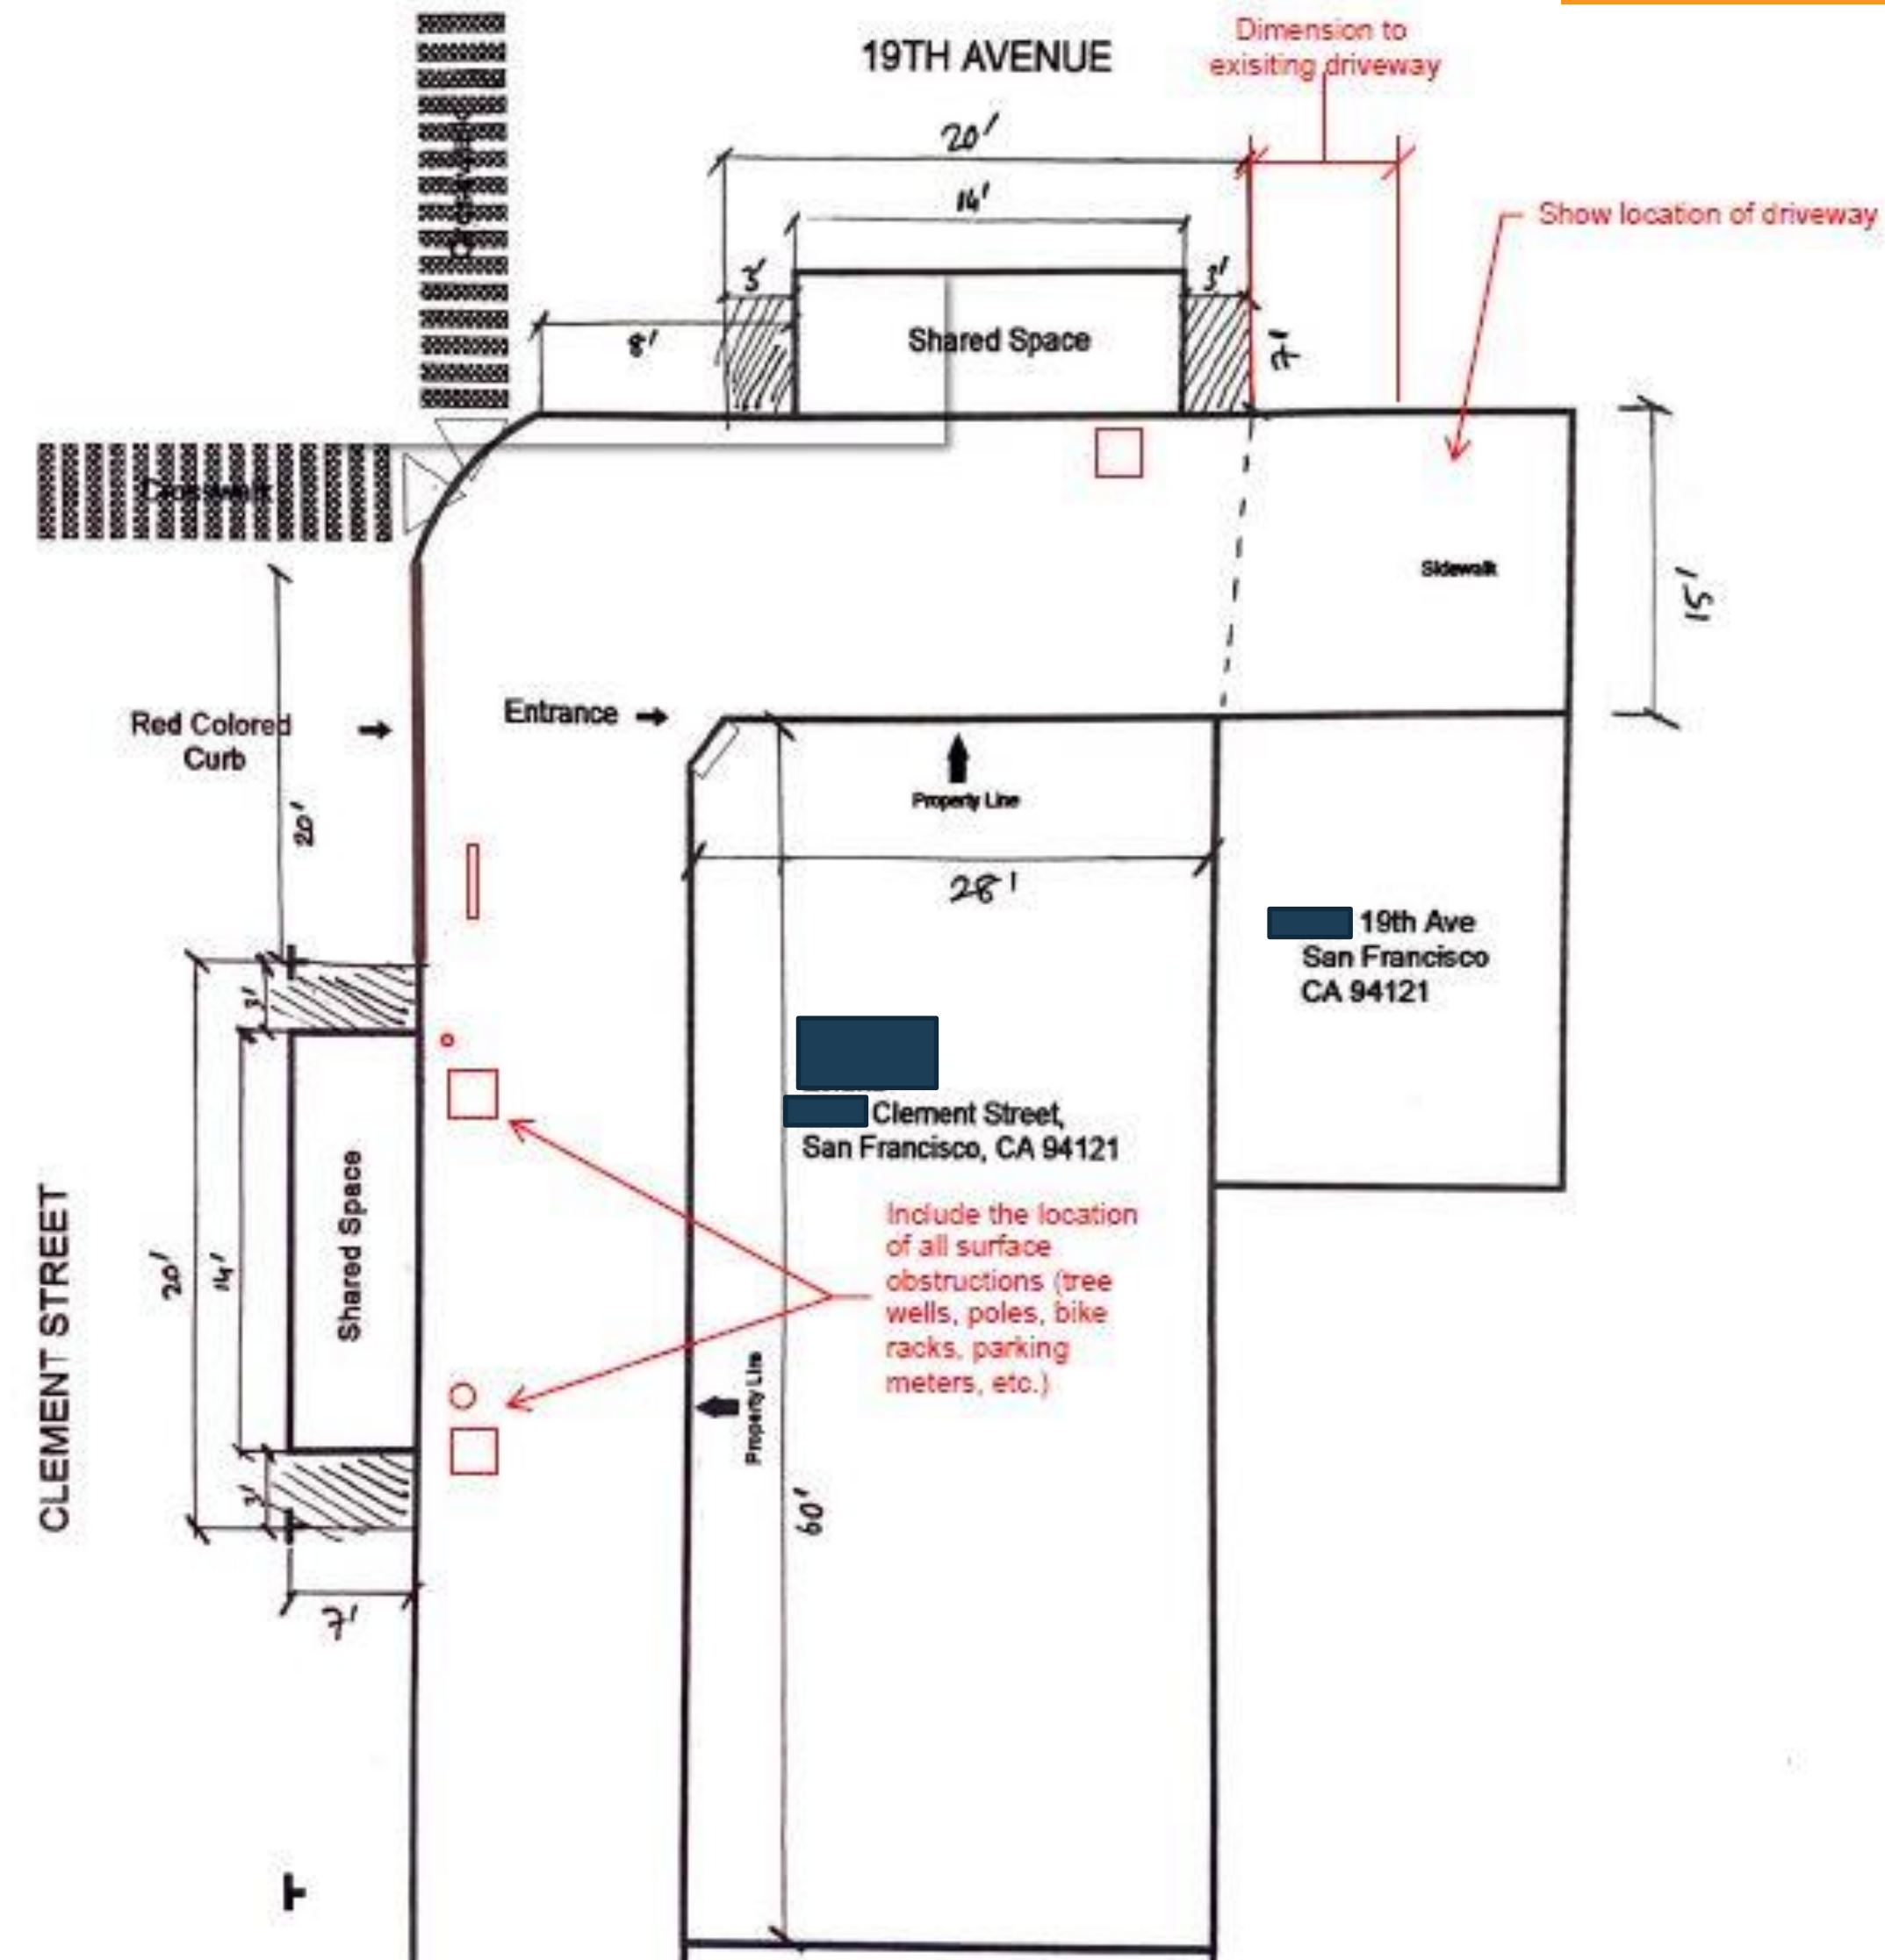 19TH AVENUE
Dimension to
exisiting driveway
20'
14'
Show location of driveway
3'
3'
8'
Shared Space
7'
Crosswalk
Crosswalk
Sidewalk
15'
Entrance
Red Colored
Curb
Property Line
20'
28'
19th Ave
San Francisco
CA 94121
3'
Clement Street,
San Francisco, CA 94121
CLEMENT STREET
20'
14'
Shared Space
Include the location
of all surface
obstructions (tree
wells, poles, bike
racks, parking
meters, etc.)
Property Line
3'
60'
7'